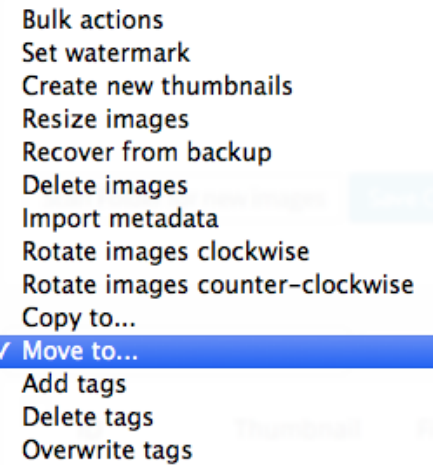 Bulk actions
Set watermark
Create new thumbnails
Resize images
Recover from backup
Delete images
Import metadata
Rotate images clockwise
Rotate images counter-clockwise
Copy to...
✓ Move to...
Add tags
Delete tags
Overwrite tags